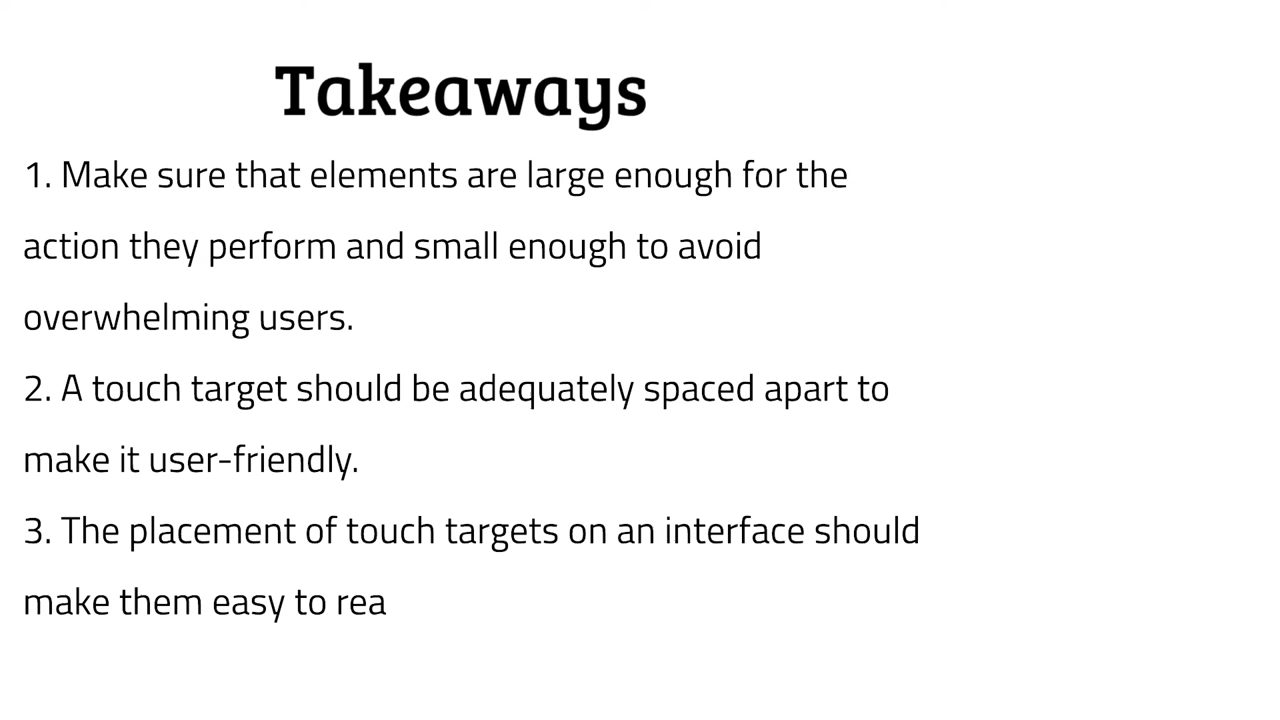 Takeaways
1. Make sure that elements are large enough for the
action they perform and small enough to avoid
overwhelming users.
2. A touch target should be adequately spaced apart to
make it user-friendly.
3. The placement of touch targets on an interface should
make them easy to rea